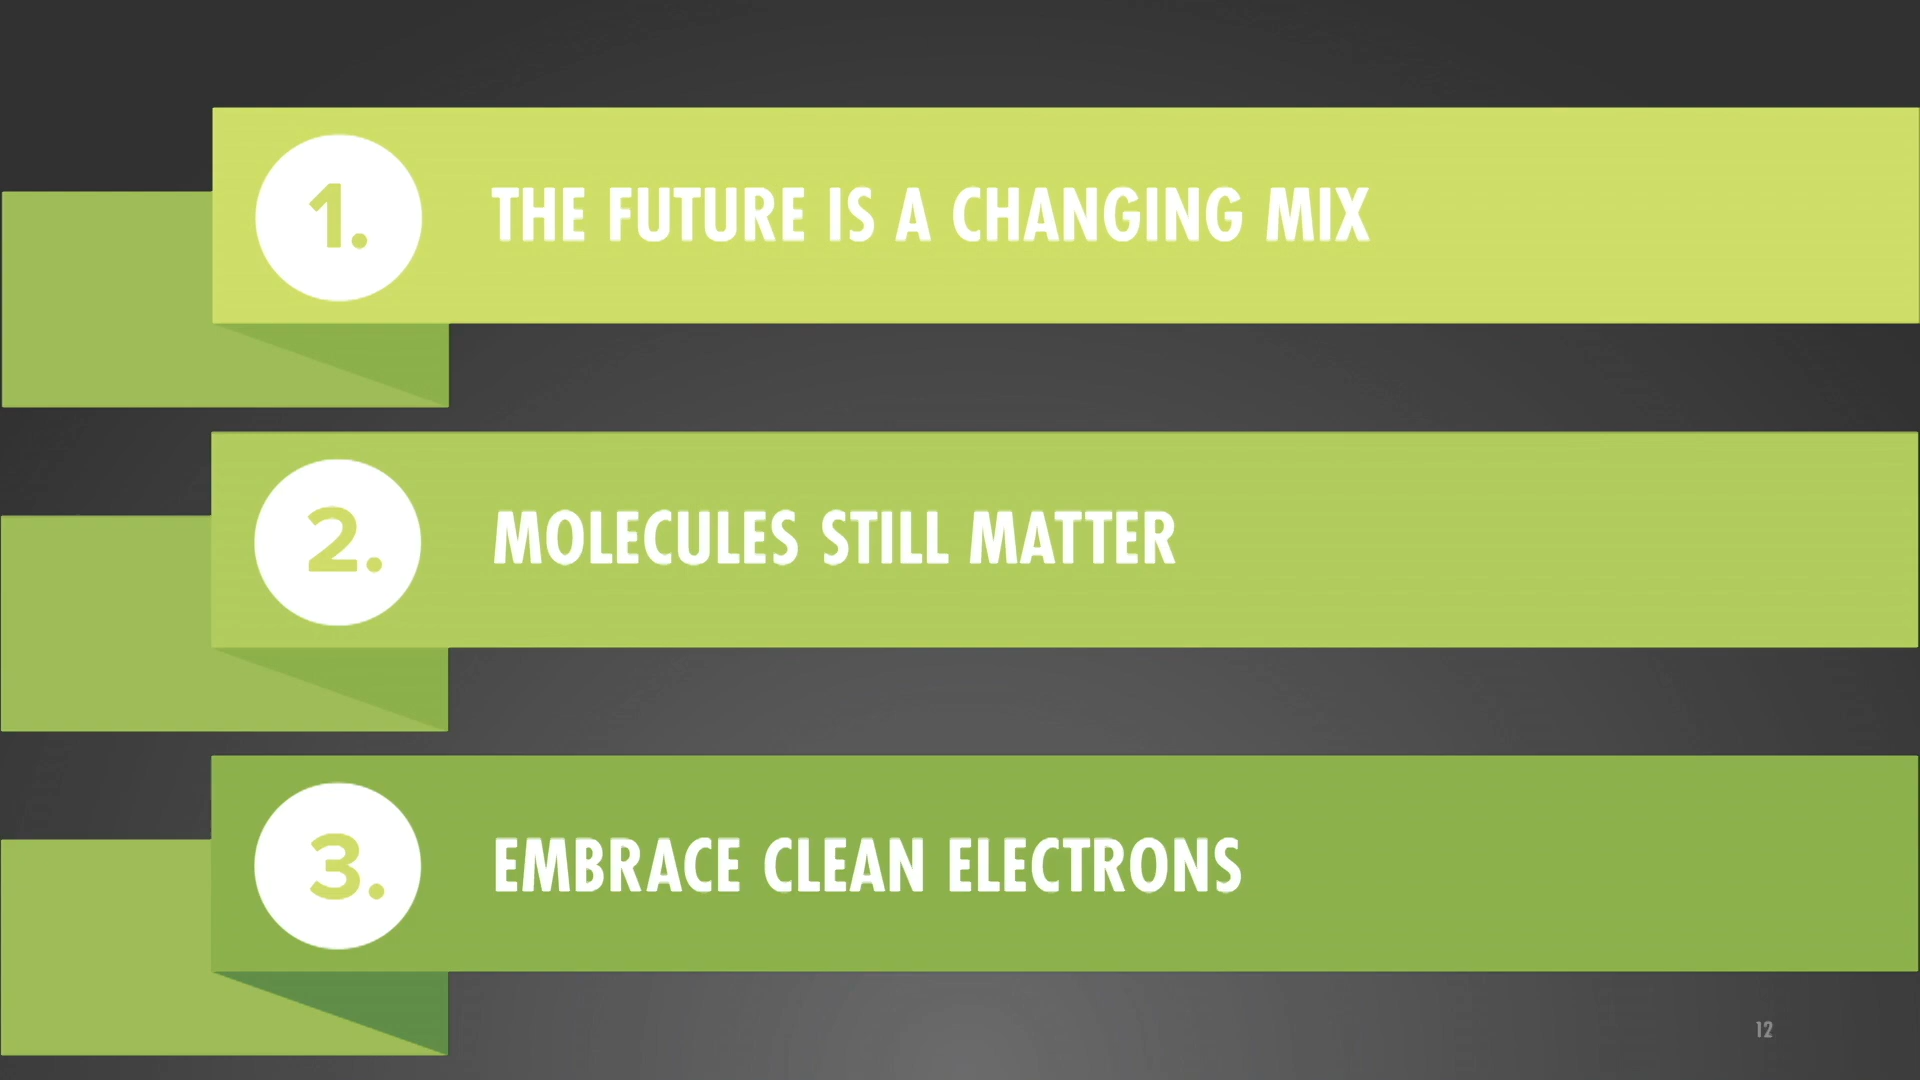 1. THE FUTURE IS A CHANGING MIX
2. MOLECULES STILL MATTER
3. EMBRACE CLEAN ELECTRONS
12